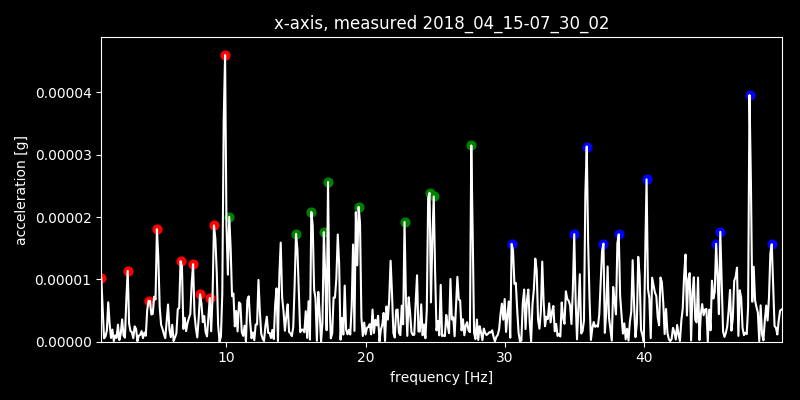 x-axis, measured 2018_04_15-07_30_02
acceleration [g]
0.00004
0.00003
0.00002
0.00001
0.00000
10 20 30 40
frequency [Hz]